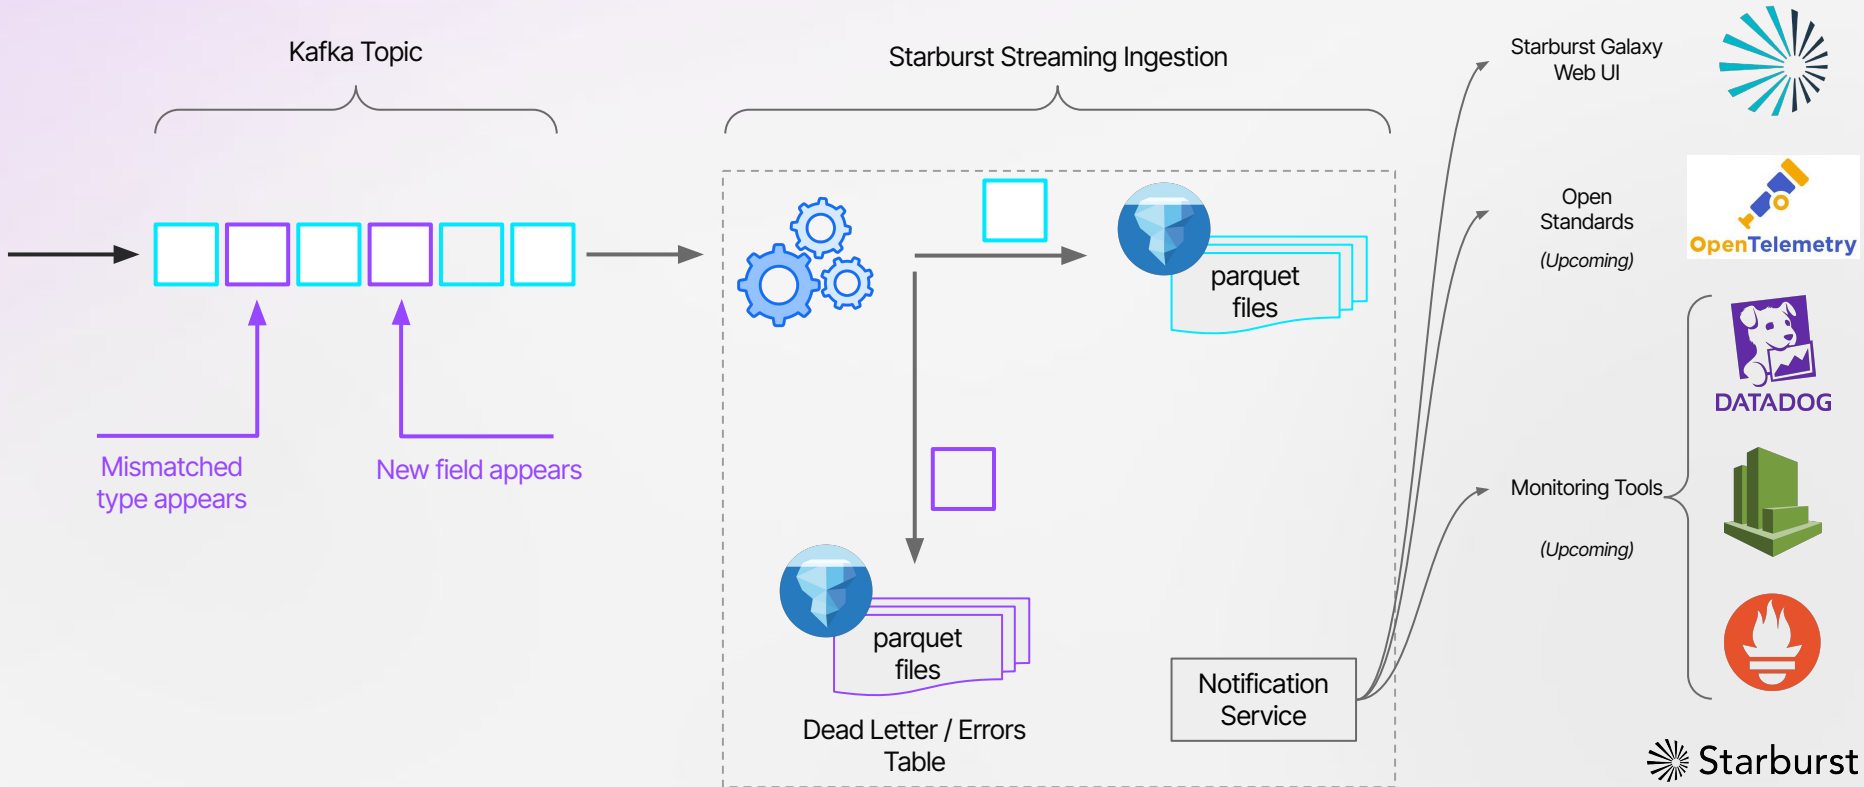 Kafka Topic
Starburst Streaming Ingestion
Starburst Galaxy
Web UI
Open
Standards
(Upcoming)
OpenTelemetry
parquet
files
DATADOG
Mismatched
type appears
New field appears
Monitoring Tools
(Upcoming)
parquet
files
Dead Letter / Errors
Table
Notification
Service
Starburst